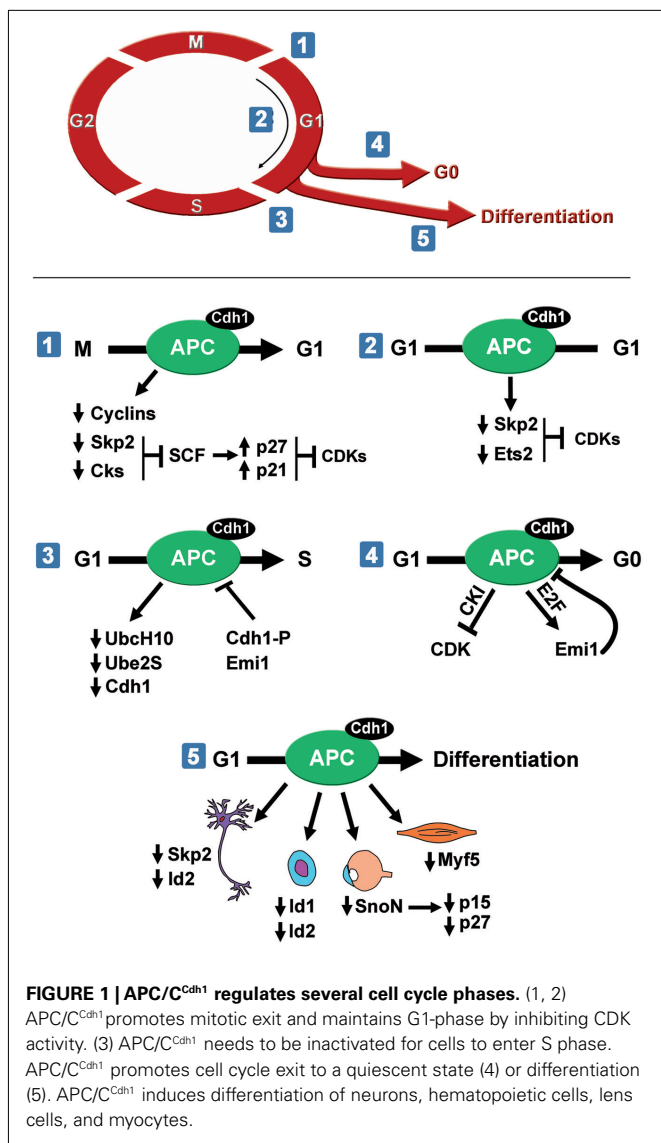 M
1
G2
2
G1
4
G0
S
3
5
Differentiation
1
M
APC
Cdh1
G1
Cyclins
Skp2
Cks
SCF
p27
p21
CDKs
2
G1
APC
Cdh1
G1
Skp2
Ets2
CDKs
3
G1
APC
Cdh1
S
UbcH10
Ube2S
Cdh1
Cdh1-P
Emi1
4
G1
APC
Cdh1
G0
CKI
E2F
CDK
Emi1
5
G1
APC
Cdh1
Differentiation
Skp2
Id2
Id1
Id2
SnoN
p15
p27
Myf5
FIGURE 1 | APC/C^Cdh1 regulates several cell cycle phases. (1, 2)
APC/C^Cdh1 promotes mitotic exit and maintains G1-phase by inhibiting CDK
activity. (3) APC/C^Cdh1 needs to be inactivated for cells to enter S phase.
APC/C^Cdh1 promotes cell cycle exit to a quiescent state (4) or differentiation
(5). APC/C^Cdh1 induces differentiation of neurons, hematopoietic cells, lens
cells, and myocytes.